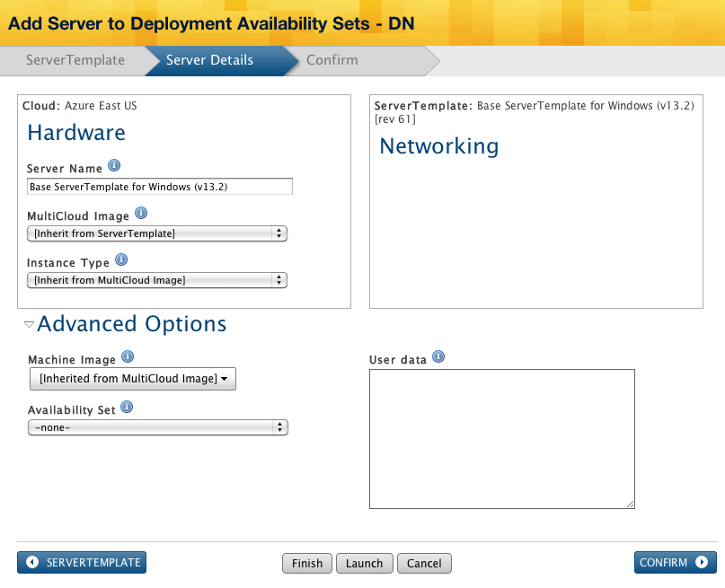 Add Server to Deployment Availability Sets - DN
ServerTemplate
Server Details
Confirm
Cloud: Azure East US
Hardware
Server Name
Base ServerTemplate for Windows (v13.2)
MultiCloud Image
[Inherit from ServerTemplate]
Instance Type
[Inherit from MultiCloud Image]
ServerTemplate: Base ServerTemplate for Windows (v13.2)
[rev 61]
Networking
Advanced Options
Machine Image
[Inherited from MultiCloud Image]
Availability Set
-none-
User data
SERVERTEMPLATE
Finish
Launch
Cancel
CONFIRM